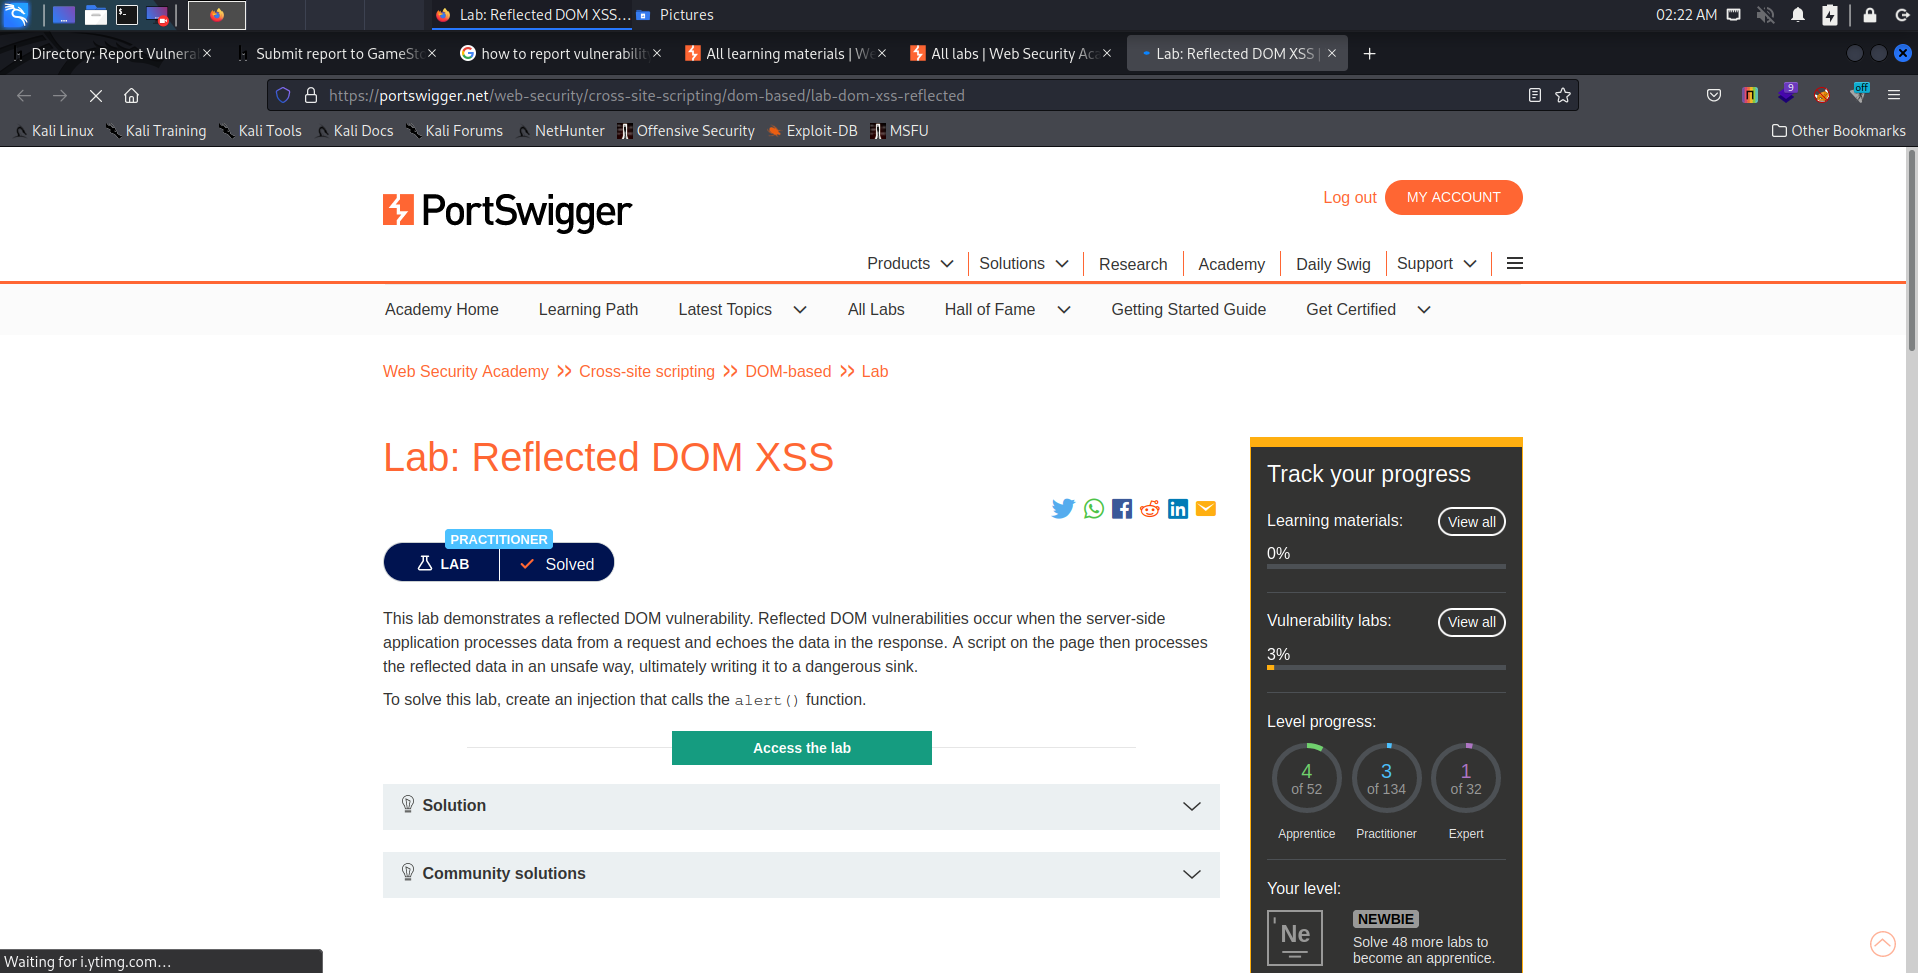 Lab: Reflected DOM XSS...
Pictures
02:22 AM
Directory: Report Vulnera
Submit report to GameSto
how to report vulnerabilit
All learning materials | We
All labs | Web Security Aca
Lab: Reflected DOM XSS |
https://portswigger.net/web-security/cross-site-scripting/dom-based/lab-dom-xss-reflected
9
off
Kali Linux
Kali Training
Kali Tools
Kali Docs
Kali Forums
NetHunter
Offensive Security
Exploit-DB
MSFU
Other Bookmarks
PortSwigger
Log out
MY ACCOUNT
Products
Solutions
Research
Academy
Daily Swig
Support
Academy Home
Learning Path
Latest Topics
All Labs
Hall of Fame
Getting Started Guide
Get Certified
Web Security Academy
Cross-site scripting
DOM-based
Lab
Lab: Reflected DOM XSS
PRACTITIONER
LAB
Solved
This lab demonstrates a reflected DOM vulnerability. Reflected DOM vulnerabilities occur when the server-side
application processes data from a request and echoes the data in the response. A script on the page then processes
the reflected data in an unsafe way, ultimately writing it to a dangerous sink.
To solve this lab, create an injection that calls the alert() function.
Access the lab
Solution
Community solutions
Track your progress
Learning materials:
View all
0%
Vulnerability labs:
View all
3%
Level progress:
4
of 52
3
of 134
1
of 32
Apprentice
Practitioner
Expert
Your level:
Ne
NEWBIE
Solve 48 more labs to
become an apprentice.
Waiting for i.ytimg.com...